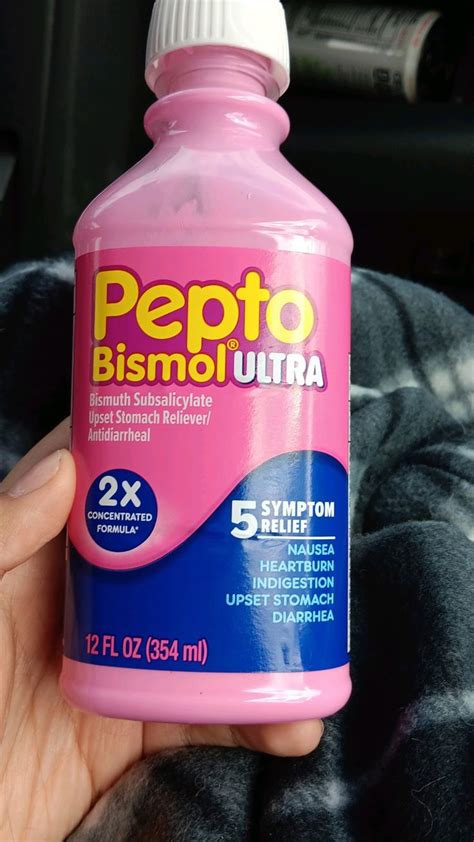 Pepto
Bismol® ULTRA
Bismuth Subsalicylate
Upset Stomach Reliever/
Antidiarrheal
2X
CONCENTRATED
FORMULA*
5 SYMPTOM
RELIEF
NAUSEA
HEARTBURN
INDIGESTION
UPSET STOMACH
DIARRHEA
12 FL OZ (354 ml)